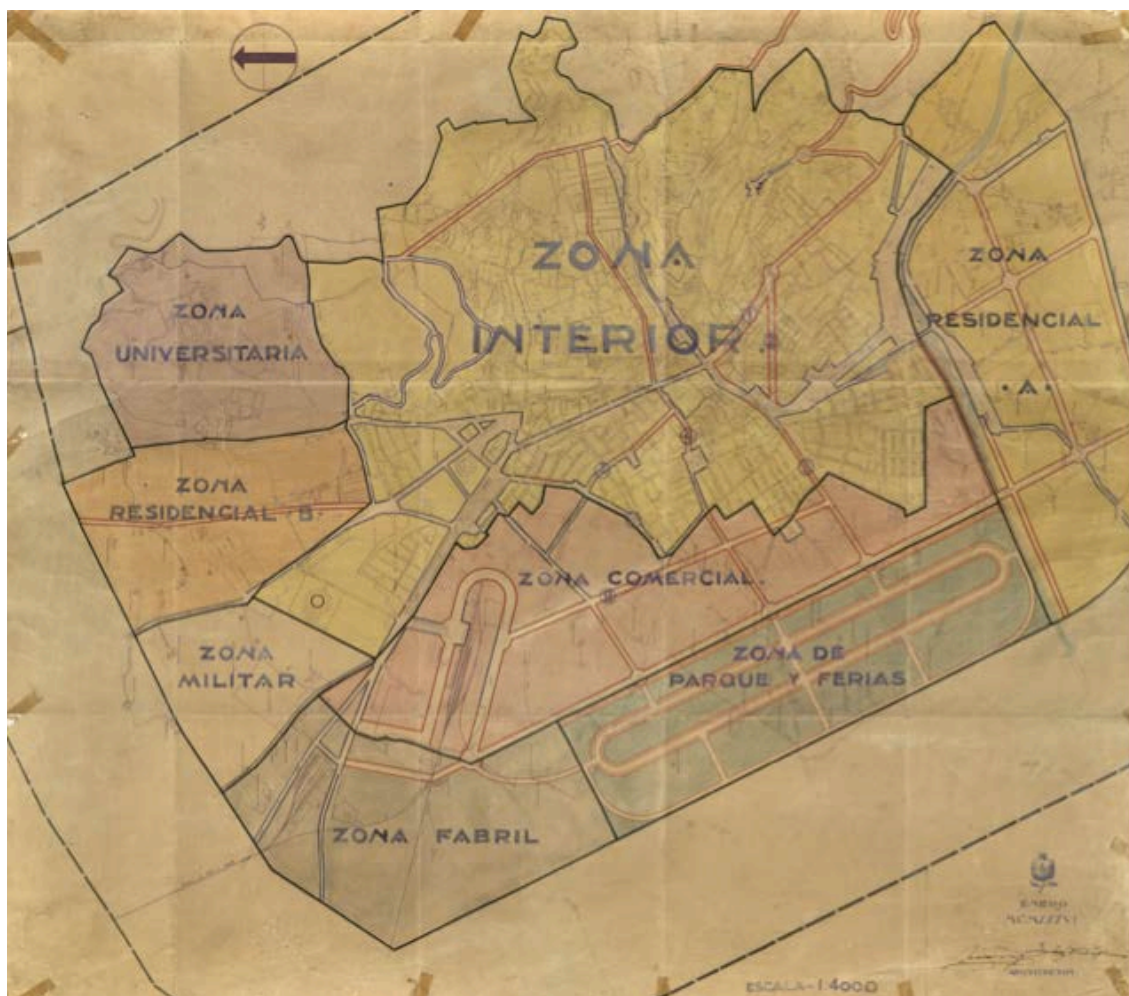 ZONA
INTERIOR.
ZONA
RESIDENCIAL
·A·
ZONA
UNIVERSITARIA
ZONA
RESIDENCIAL B.
ZONA COMERCIAL.
ZONA
MILITAR
ZONA DE
PARQUE Y FERIAS
ZONA FABRIL
ENERO
ESCALA-1:4000